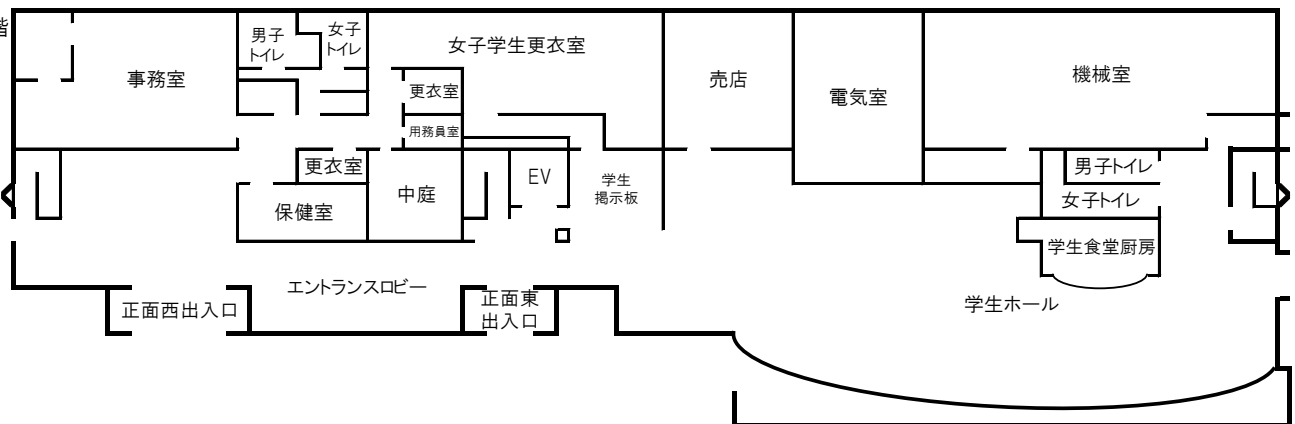 階
男子
トイレ
女子
トイレ
事務室
女子学生更衣室
更衣室
用務員室
売店
電気室
機械室
更衣室
保健室
中庭
EV
学生
掲示板
男子トイレ
女子トイレ
学生食堂厨房
エントランスロビー
正面西出入口
正面東
出入口
学生ホール